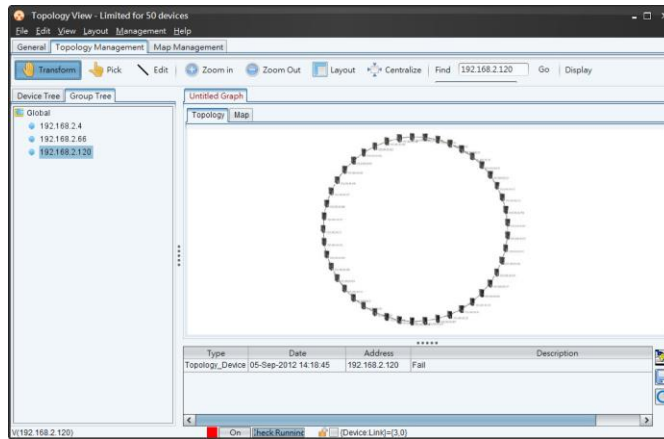 Topology View - Limited for 50 devices
File Edit View Layout Management Help
General Topology Management Map Management
Transform Pick Edit Zoom in Zoom Out Layout Centralize Find 192.168.2.120 Go Display
Device Tree Group Tree
Untitled Graph
Global
192.168.2.4
192.168.2.66
192.168.2.120
Topology Map
Type Date Address Description
Topology_Device 05-Sep-2012 14:18:45 192.168.2.120 Fail
V(192.168.2.120) On Check Running (Device:Link)=(3,0)